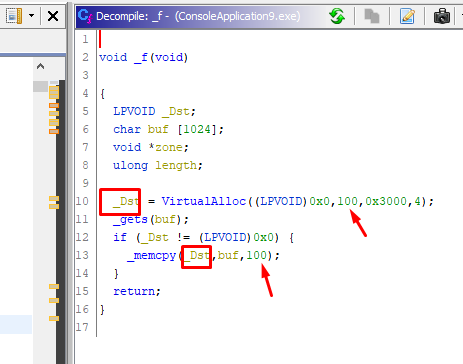 Decompile: _f - (ConsoleApplication9.exe)
1
2 void _f(void)
3
4 {
5 LPVOID _Dst;
6 char buf [1024];
7 void *zone;
8 ulong length;
9
10 _Dst = VirtualAlloc((LPVOID)0x0,100,0x3000,4);
11 _gets(buf);
12 if (_Dst != (LPVOID)0x0) {
13 _memcpy(_Dst,buf,100);
14 }
15 return;
16 }
17